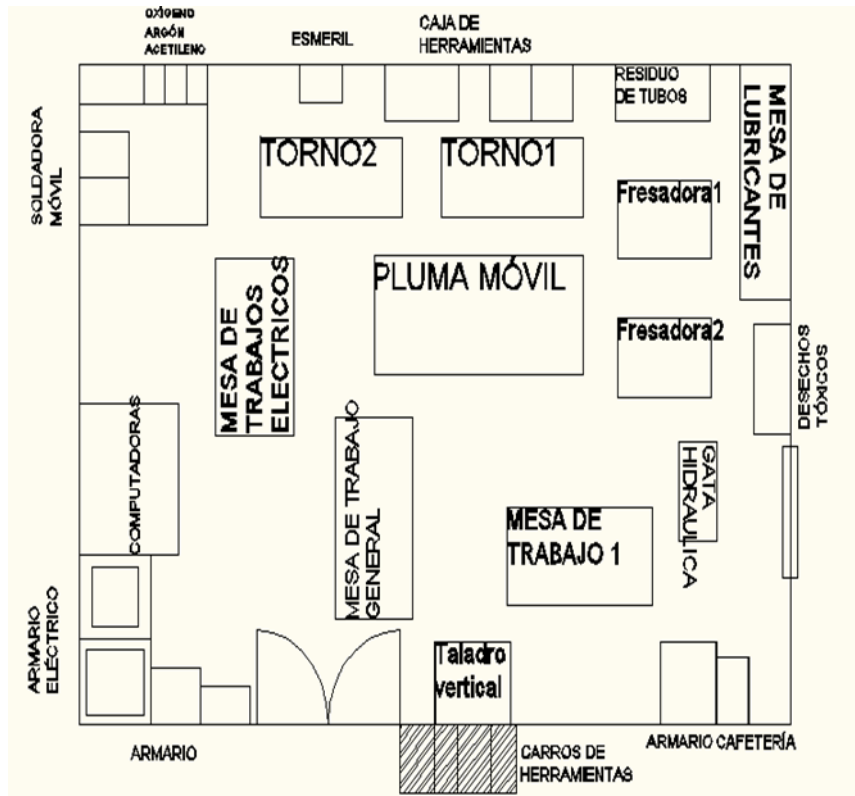 OXÍGENO
ARGÓN
ACETILENO
ESMERIL
CAJA DE
HERRAMIENTAS
RESIDUO
DE TUBOS
MESA DE
LUBRICANTES
SOLDADORA
MÓVIL
TORNO2
TORNO1
Fresadora1
MESA DE
TRABAJOS
ELECTRICOS
PLUMA MÓVIL
Fresadora2
DESECHOS
TÓXICOS
COMPUTADORAS
MESA DE TRABAJO
GENERAL
MESA DE
TRABAJO 1
GATA
HIDRAULICA
ARMARIO
ELÉCTRICO
Taladro
vertical
ARMARIO
CARROS DE
HERRAMIENTAS
ARMARIO CAFETERÍA